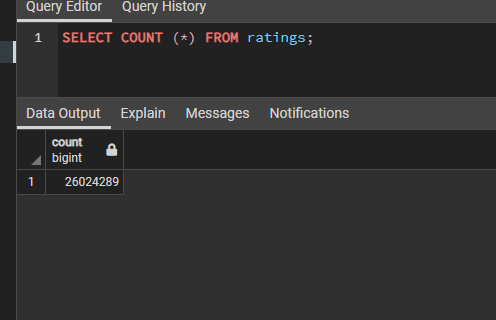 Query Editor Query History
1 SELECT COUNT (*) FROM ratings;
Data Output Explain Messages Notifications
count
bigint
1 26024289